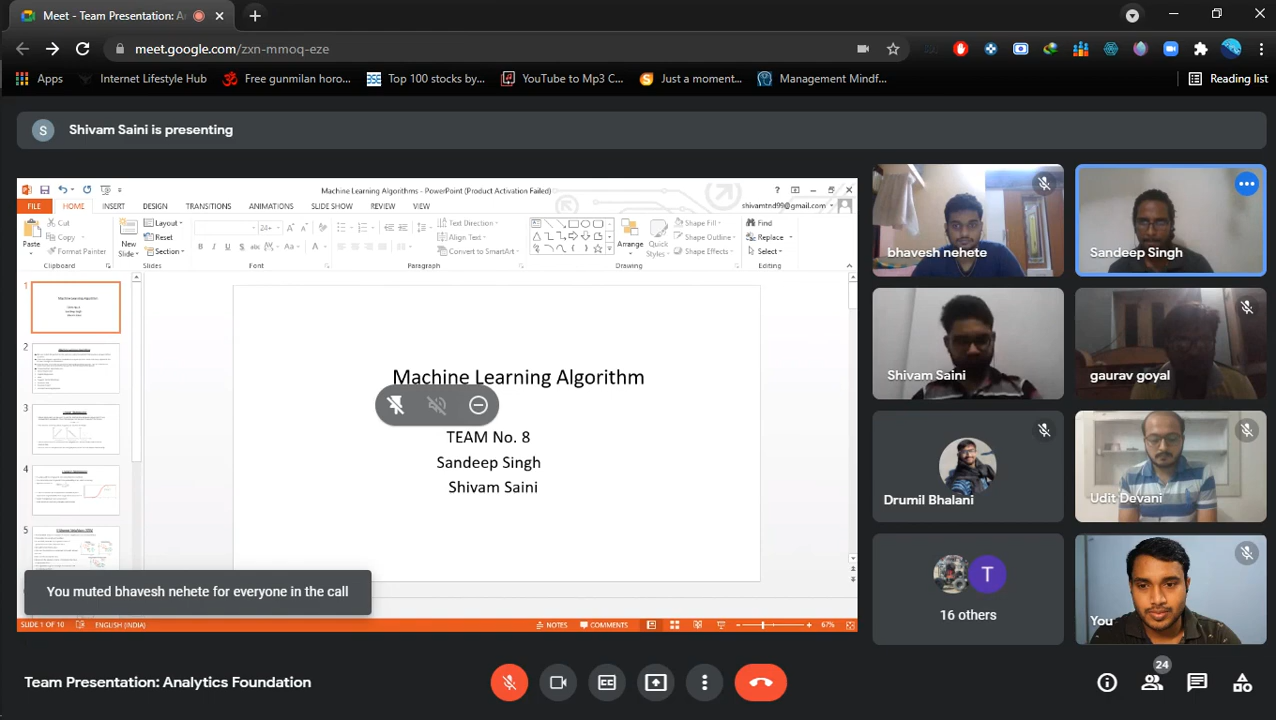 Meet - Team Presentation: A
meet.google.com/zxn-mmoq-eze
Apps
Internet Lifestyle Hub
Free gunmilan horo...
Top 100 stocks by...
YouTube to Mp3 C...
Just a moment...
Management Mindf...
Reading list
S
Shivam Saini is presenting
Machine Learning Algorithms - PowerPoint (Product Activation Failed)
FILE
HOME
INSERT
DESIGN
TRANSITIONS
ANIMATIONS
SLIDE SHOW
REVIEW
VIEW
shivamtnd99@gmail.com
Paste
Cut
Copy
Format Painter
Clipboard
New
Slide
Layout
Reset
Section
Slides
24
Font
Text Direction
Align Text
Convert to SmartArt
Paragraph
Arrange
Quick
Styles
Shape Fill
Shape Outline
Shape Effects
Drawing
Find
Replace
Select
Editing
1
2
3
4
5
Machine Learning Algorithm
TEAM No. 8
Sandeep Singh
Shivam Saini
You muted bhavesh nehete for everyone in the call
SLIDE 1 OF 10
ENGLISH (INDIA)
NOTES
COMMENTS
67%
bhavesh nehete
Sandeep Singh
Shivam Saini
gaurav goyal
Drumil Bhalani
Udit Devani
T
16 others
You
Team Presentation: Analytics Foundation
24